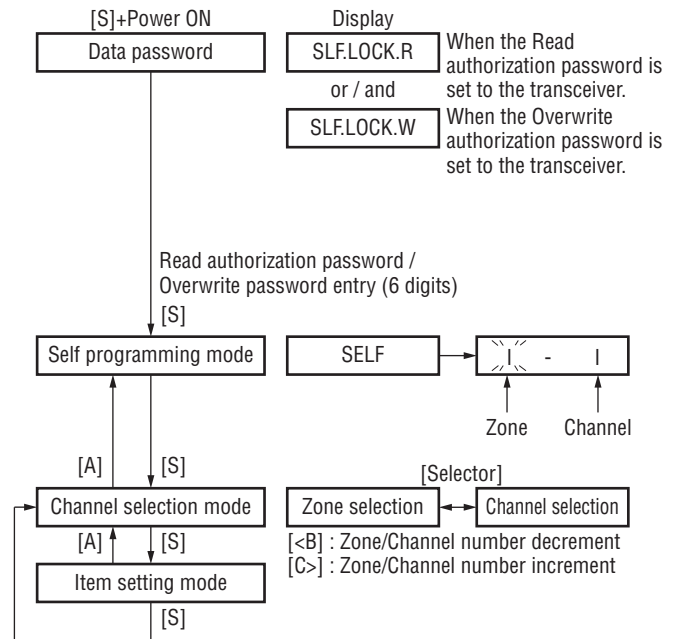 [S]+Power ON
Display
Data password
SLF.LOCK.R
When the Read
authorization password is
set to the transceiver.
or / and
SLF.LOCK.W
When the Overwrite
authorization password is
set to the transceiver.
Read authorization password /
Overwrite password entry (6 digits)
[S]
Self programming mode
SELF
1 - 1
Zone
Channel
[A]
[S]
[Selector]
Channel selection mode
Zone selection
Channel selection
[A]
[S]
[<B] : Zone/Channel number decrement
[C>] : Zone/Channel number increment
Item setting mode
[S]